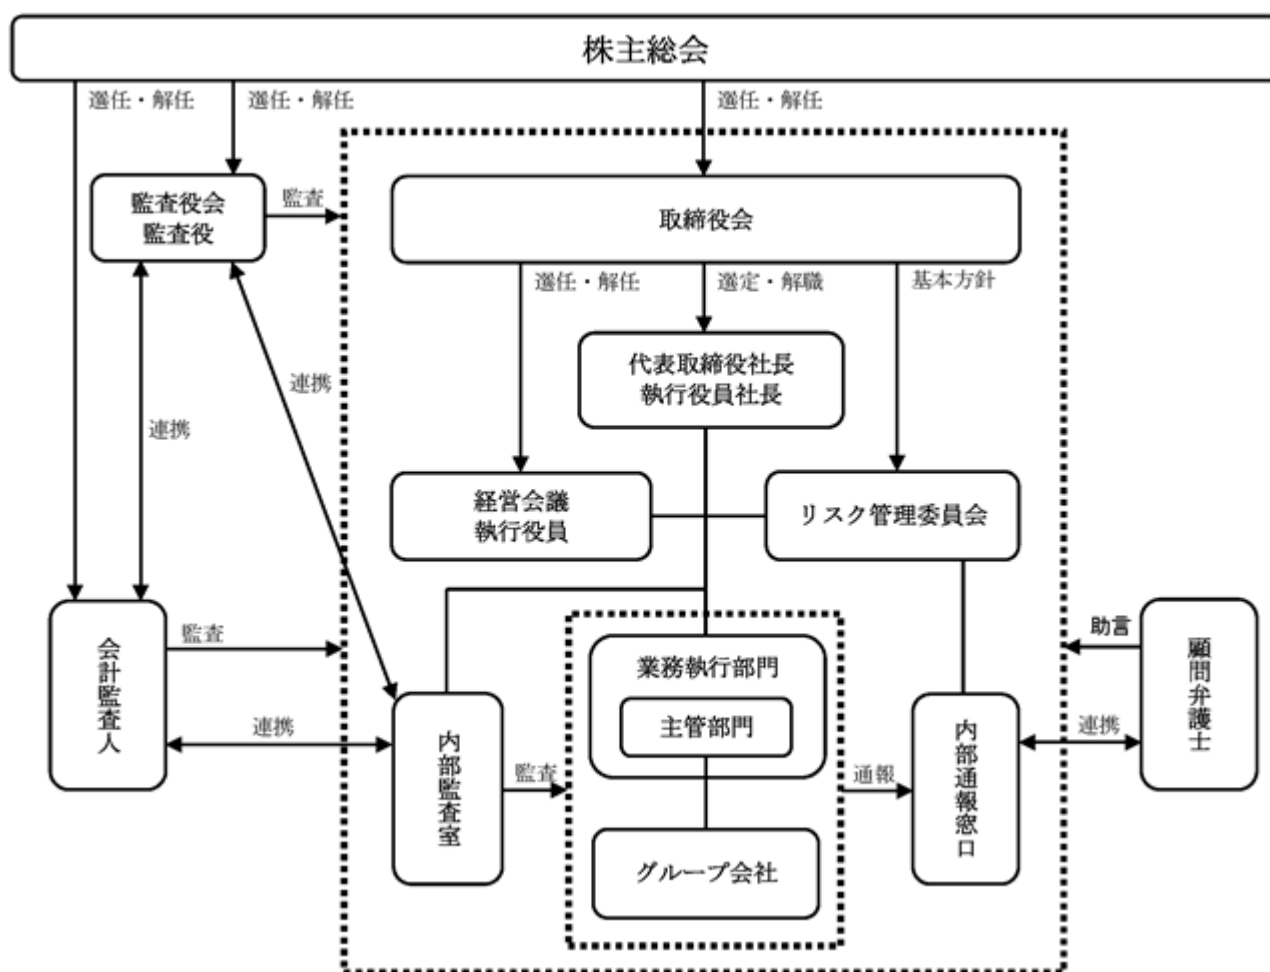 株主総会
選任・解任
選任・解任
選任・解任
監査役会
監査役
監査
取締役会
選任・解任
選定・解職
基本方針
代表取締役社長
執行役員社長
連携
連携
経営会議
執行役員
リスク管理委員会
会計監査人
監査
連携
内部監査室
監査
業務執行部門
主管部門
グループ会社
通報
内部通報窓口
助言
連携
顧問弁護士